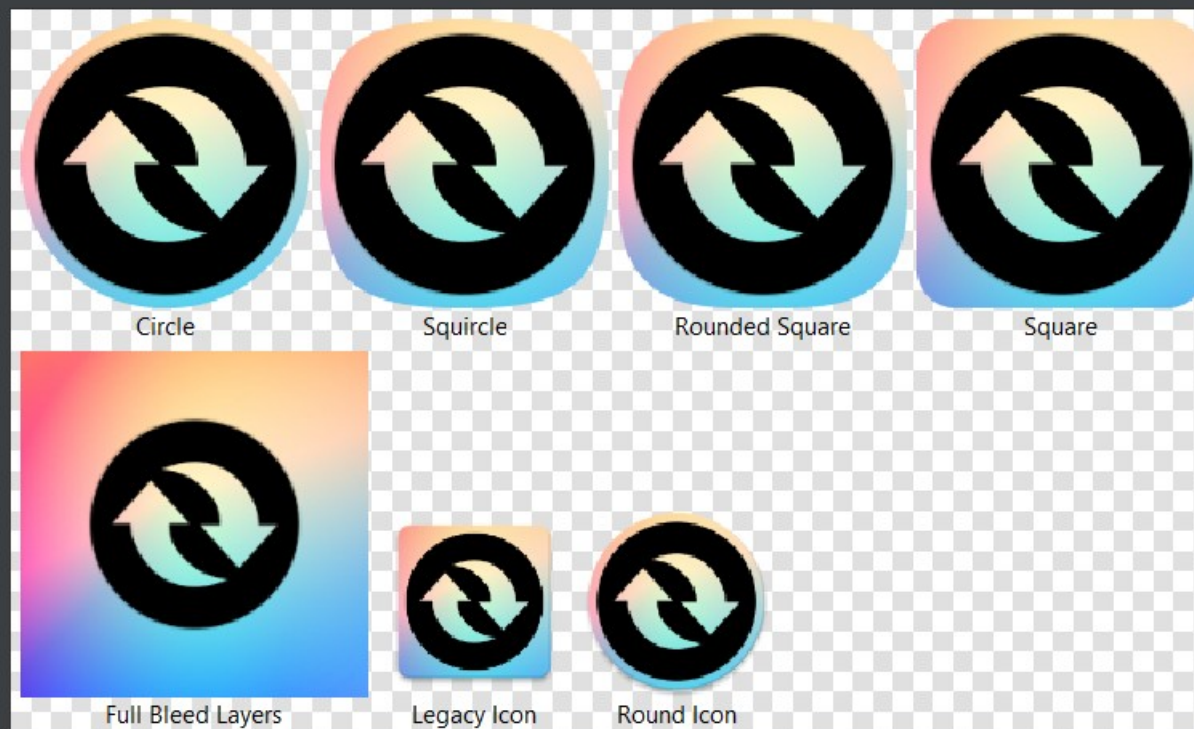 Circle
Squircle
Rounded Square
Square
Full Bleed Layers
Legacy Icon
Round Icon